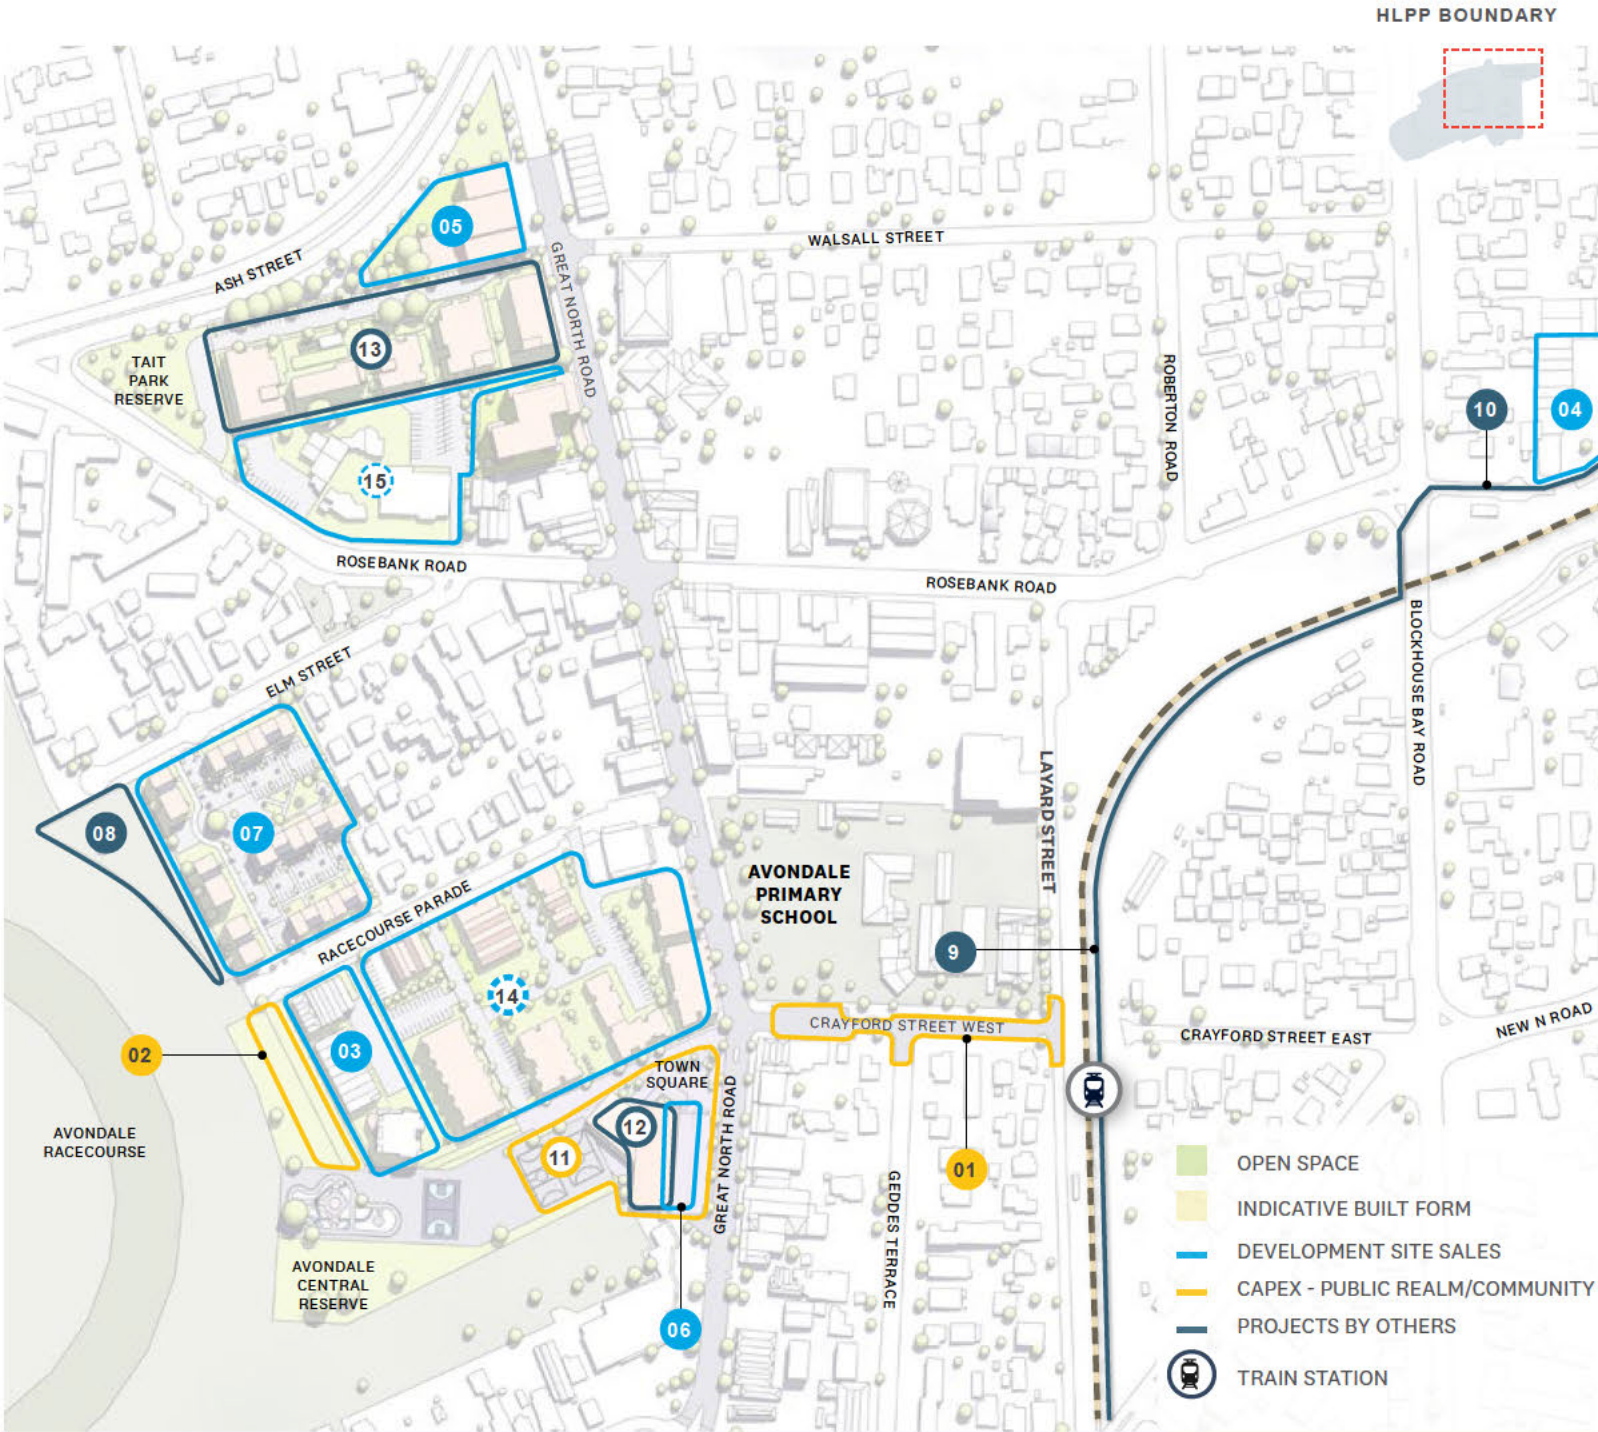 HLPP BOUNDARY
05
WALSALL STREET
ASH STREET
GREAT NORTH ROAD
13
TAIT
PARK
RESERVE
ROBERTON ROAD
10
04
15
ROSEBANK ROAD
ROSEBANK ROAD
BLOCKHOUSE BAY ROAD
ELM STREET
LAYARD STREET
08
07
AVONDALE
PRIMARY
SCHOOL
RACECOURSE PARADE
9
14
CRAYFORD STREET WEST
CRAYFORD STREET EAST
NEW N ROAD
02
03
TOWN
SQUARE
GREAT NORTH ROAD
AVONDALE
RACECOURSE
12
11
01
GEDDES TERRACE
AVONDALE
CENTRAL
RESERVE
06
OPEN SPACE
INDICATIVE BUILT FORM
DEVELOPMENT SITE SALES
CAPEX - PUBLIC REALM/COMMUNITY
PROJECTS BY OTHERS
TRAIN STATION